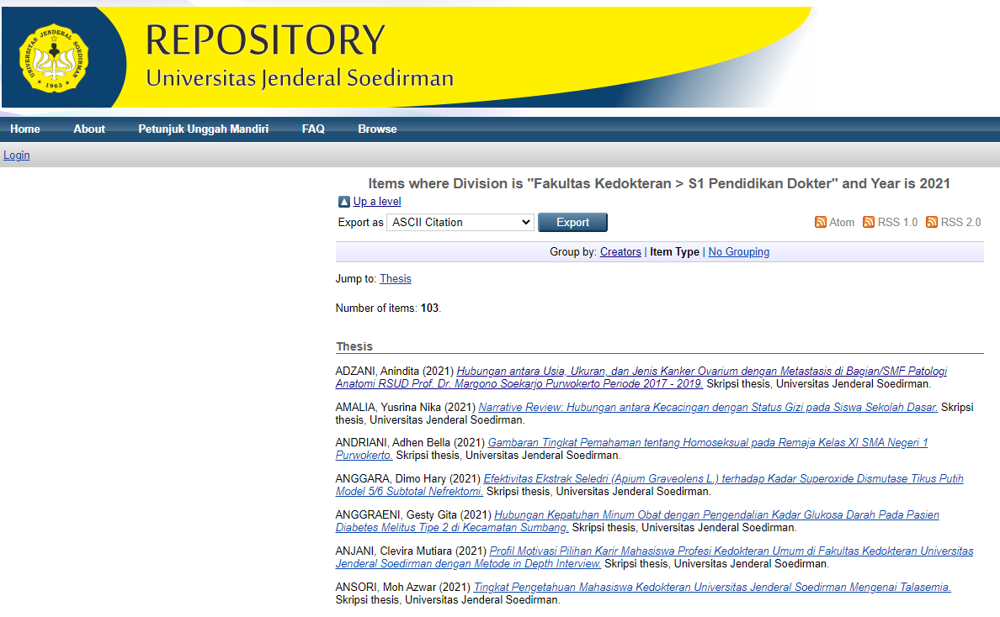 UNIVERSITAS JENDERAL SOEDIRMAN
1963
REPOSITORY
Universitas Jenderal Soedirman
Home About Petunjuk Unggah Mandiri FAQ Browse
Login
Items where Division is "Fakultas Kedokteran > S1 Pendidikan Dokter" and Year is 2021
Up a level
Export as ASCII Citation Export Atom RSS 1.0 RSS 2.0
Group by: Creators | Item Type | No Grouping
Jump to: Thesis
Number of items: 103.
Thesis
ADZANI, Anindita (2021) Hubungan antara Usia, Ukuran, dan Jenis Kanker Ovarium dengan Metastasis di Bagian/SMF Patologi
Anatomi RSUD Prof. Dr. Margono Soekarjo Purwokerto Periode 2017 - 2019. Skripsi thesis, Universitas Jenderal Soedirman.
AMALIA, Yusrina Nika (2021) Narrative Review: Hubungan antara Kecacingan dengan Status Gizi pada Siswa Sekolah Dasar. Skripsi
thesis, Universitas Jenderal Soedirman.
ANDRIANI, Adhen Bella (2021) Gambaran Tingkat Pemahaman tentang Homoseksual pada Remaja Kelas XI SMA Negeri 1
Purwokerto. Skripsi thesis, Universitas Jenderal Soedirman.
ANGGARA, Dimo Hary (2021) Efektivitas Ekstrak Seledri (Apium Graveolens L.) terhadap Kadar Superoxide Dismutase Tikus Putih
Model 5/6 Subtotal Nefrektomi. Skripsi thesis, Universitas Jenderal Soedirman.
ANGGRAENI, Gesty Gita (2021) Hubungan Kepatuhan Minum Obat dengan Pengendalian Kadar Glukosa Darah Pada Pasien
Diabetes Melitus Tipe 2 di Kecamatan Sumbang. Skripsi thesis, Universitas Jenderal Soedirman.
ANJANI, Clevira Mutiara (2021) Profil Motivasi Pilihan Karir Mahasiswa Profesi Kedokteran Umum di Fakultas Kedokteran Universitas
Jenderal Soedirman dengan Metode in Depth Interview. Skripsi thesis, Universitas Jenderal Soedirman.
ANSORI, Moh Azwar (2021) Tingkat Pengetahuan Mahasiswa Kedokteran Universitas Jenderal Soedirman Mengenai Talasemia.
Skripsi thesis, Universitas Jenderal Soedirman.